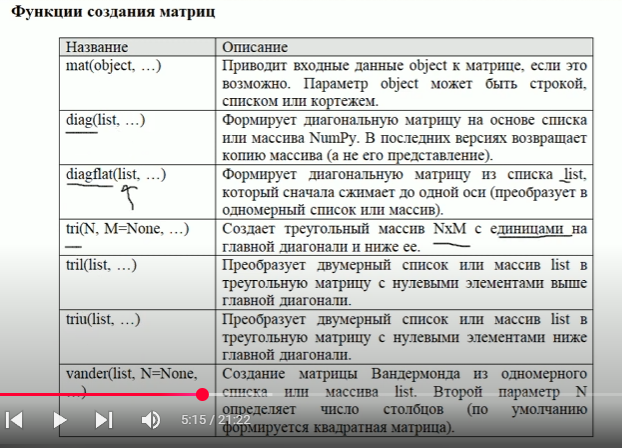 Функции создания матриц
Название Описание
mat(object, …) Приводит входные данные object к матрице, если это
возможно. Параметр object может быть строкой,
списком или кортежем.
diag(list, …) Формирует диагональную матрицу на основе списка
или массива NumPy. В последних версиях возвращает
копию массива (а не его представление).
diagflat(list, …) Формирует диагональную матрицу из списка list,
который сначала сжимает до одной оси (преобразует в
одномерный список или массив).
tri(N, M=None, …) Создает треугольный массив NxM с единицами на
главной диагонали и ниже ее.
tril(list, …) Преобразует двумерный список или массив list в
треугольную матрицу с нулевыми элементами выше
главной диагонали.
triu(list, …) Преобразует двумерный список или массив list в
треугольную матрицу с нулевыми элементами ниже
главной диагонали.
vander(list, N=None, Создание матрицы Вандермонда из одномерного
…) списка или массива list. Второй параметр N
определяет число столбцов (по умолчанию
формируется квадратная матрица).
5:15 / 21:22